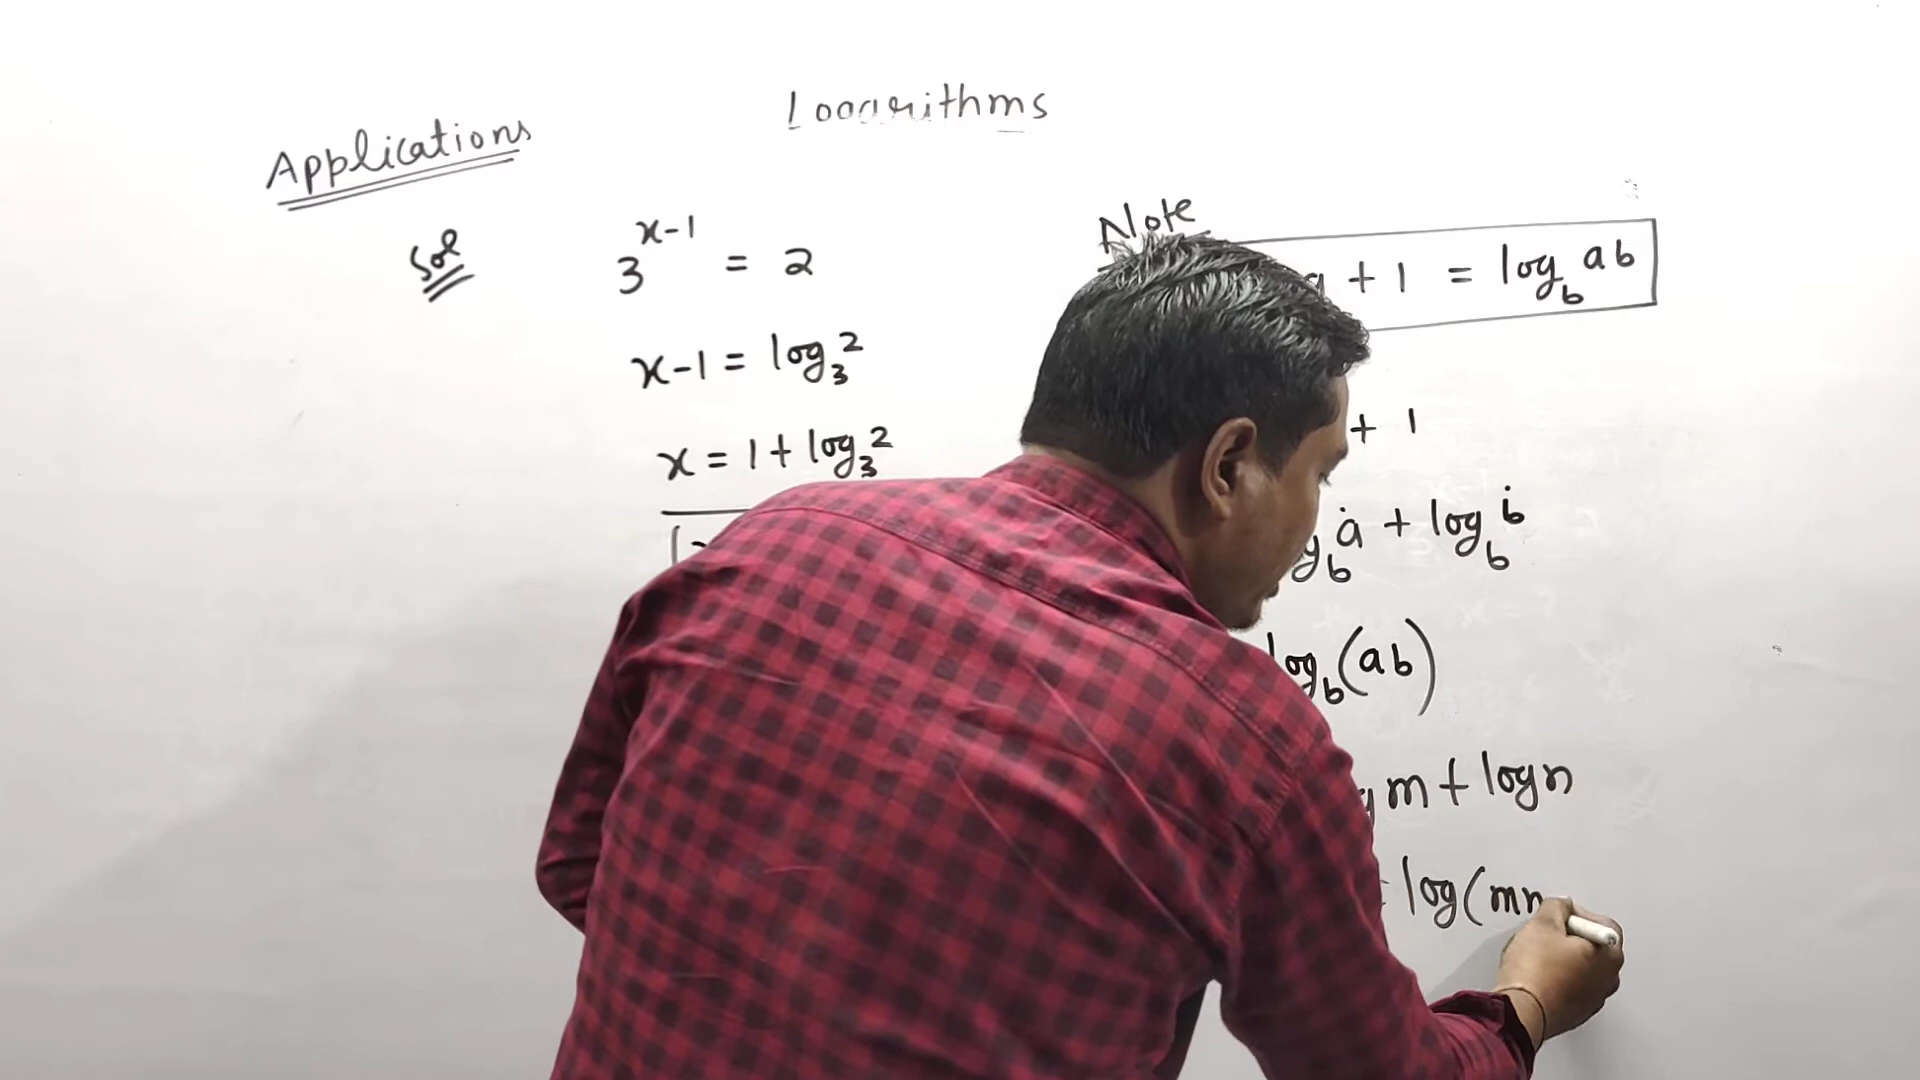 Logarithms
Applications
Sol
3^{x-1} = 2
x-1 = log_3 2
x = 1 + log_3 2
Note
a + 1 = log_b ab
+ 1
a + log_b b
log_b (ab)
m + log n
log(mn